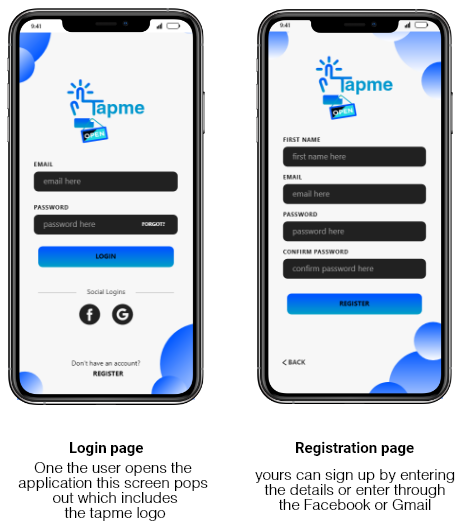 9:41
Tapme
OPEN
EMAIL
email here
PASSWORD
password here FORGOT?
LOGIN
Social Logins
f G
Don't have an account?
REGISTER
Login page
One the user opens the
application this screen pops
out which includes
the tapme logo
9:41
Tapme
OPEN
FIRST NAME
first name here
EMAIL
email here
PASSWORD
password here
CONFIRM PASSWORD
confirm password here
REGISTER
< BACK
Registration page
yours can sign up by entering
the details or enter through
the Facebook or Gmail